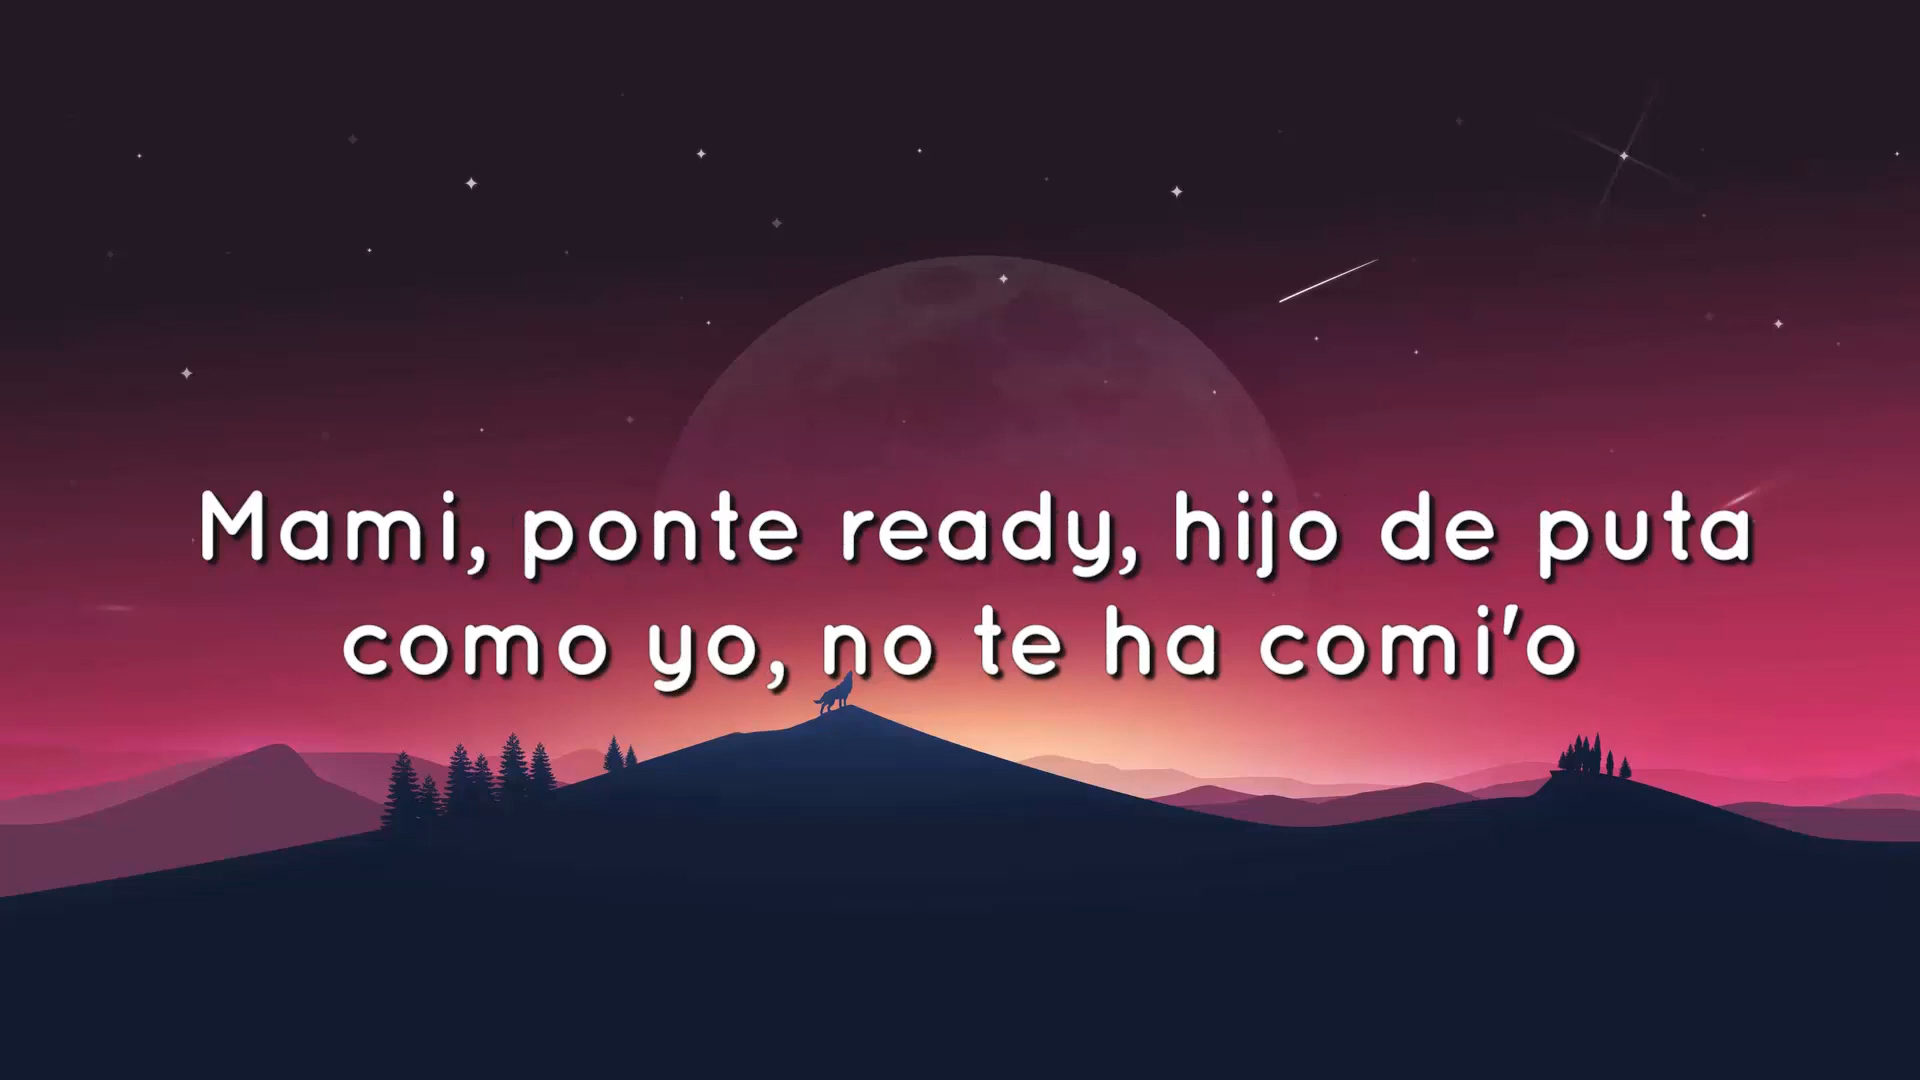 Mami, ponte ready, hijo de puta
como yo, no te ha comi'o